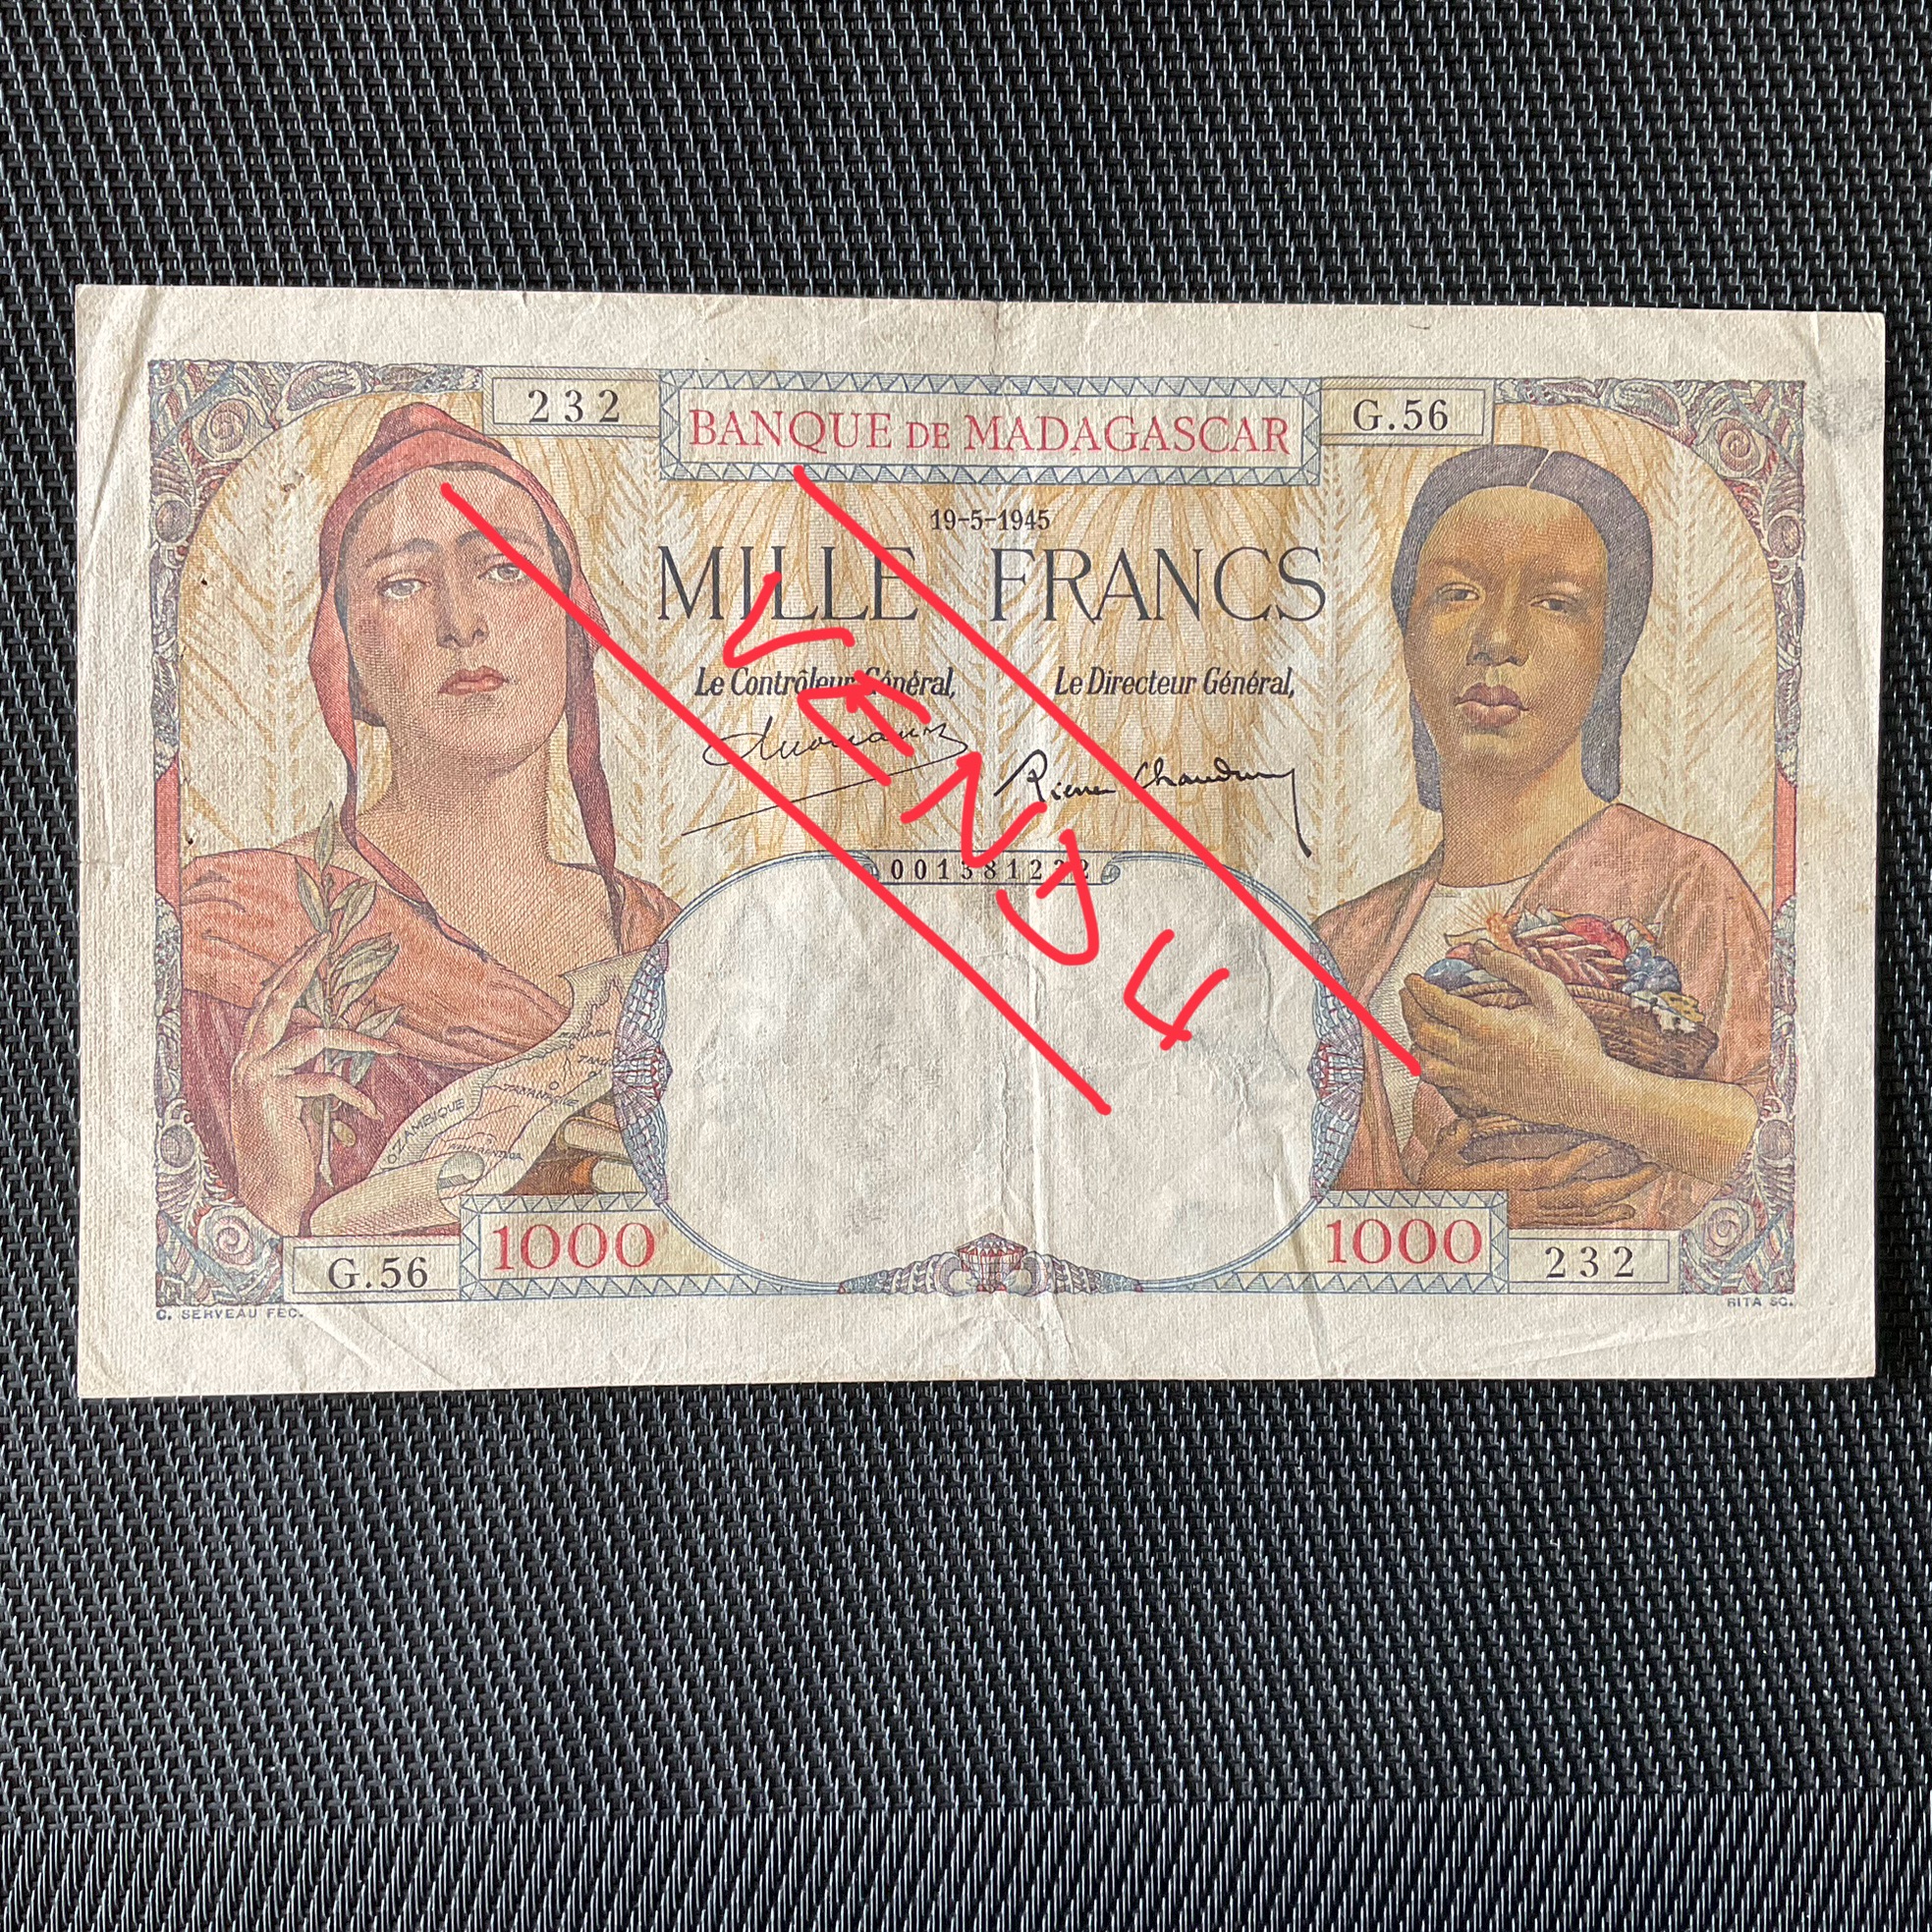 232
BANQUE DE MADAGASCAR
G.56
19-5-1945
MILLE FRANCS
Le Contrôleur Général,
Le Directeur Général,
VENDU
1000
1000
G.56
232
C. SERVEAU FEC.
RITA SC.